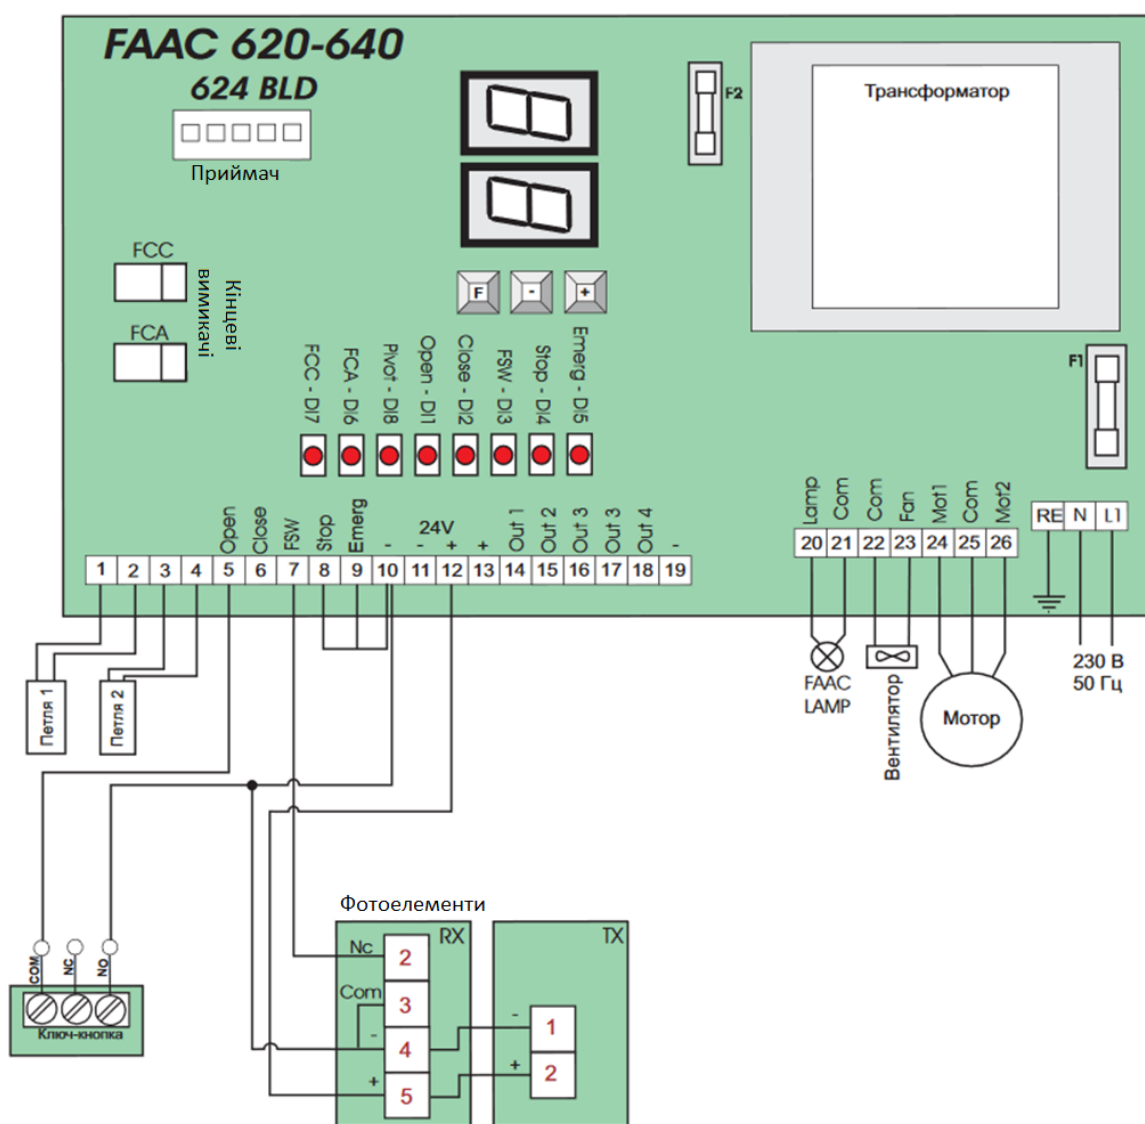 FAAC 620-640
624 BLD
Приймач
F2
Трансформатор
FCC
FCA
Кінцеві
вимикачі
F - +
F1
FCC - DI7
FCA - DI6
Pivot - DI8
Open - DI1
Close - DI2
FSW - DI3
Stop - DI4
Emerg - DI5
Open
Close
FSW
Stop
Emerg
-
24V
- +
+
Out 1
Out 2
Out 3
Out 3
Out 4
-
1 2 3 4 5 6 7 8 9 10 11 12 13 14 15 16 17 18 19
Lamp
Com
Com
Fan
Mot1
Com
Mot2
20 21 22 23 24 25 26
RE N L1
Петля 1
Петля 2
FAAC
LAMP
Вентилятор
Мотор
230 В
50 Гц
COM
NC
NO
Ключ-кнопка
Фотоелементи
RX
Nc 2
Com 3
- 4
+ 5
TX
- 1
+ 2